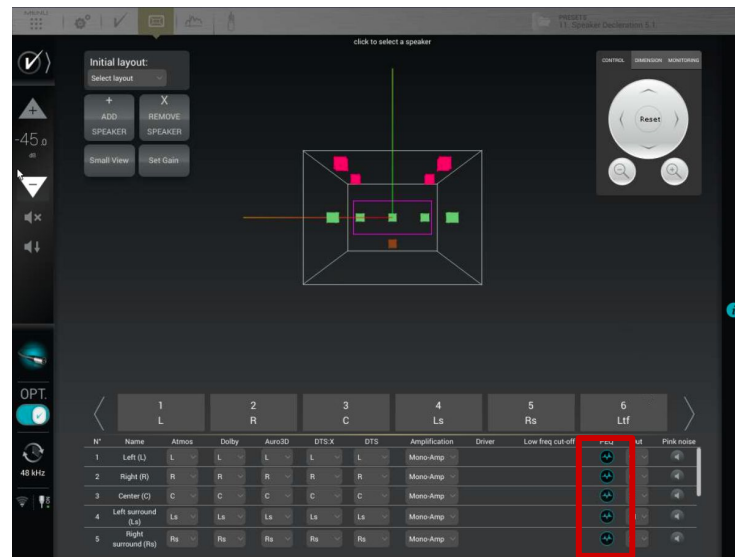 MENU
PRESETS
11. Speaker Declaration 5.1.
click to select a speaker
Initial layout:
Select layout
+
ADD
SPEAKER
X
REMOVE
SPEAKER
Small View
Set Gain
CONTROL
DIMENSION
MONITORING
Reset
-45.0
dB
OPT.
48 kHz
1
L
2
R
3
C
4
Ls
5
Rs
6
Ltf
N° Name Atmos Dolby Auro3D DTS:X DTS Amplification Driver Low freq cut-off PEQ Pink noise
1 Left (L) L L L L L Mono-Amp
2 Right (R) R R R R R Mono-Amp
3 Center (C) C C C C C Mono-Amp
4 Left surround (Ls) Ls Ls Ls Ls Ls Mono-Amp
5 Right surround (Rs) Rs Rs Rs Rs Rs Mono-Amp